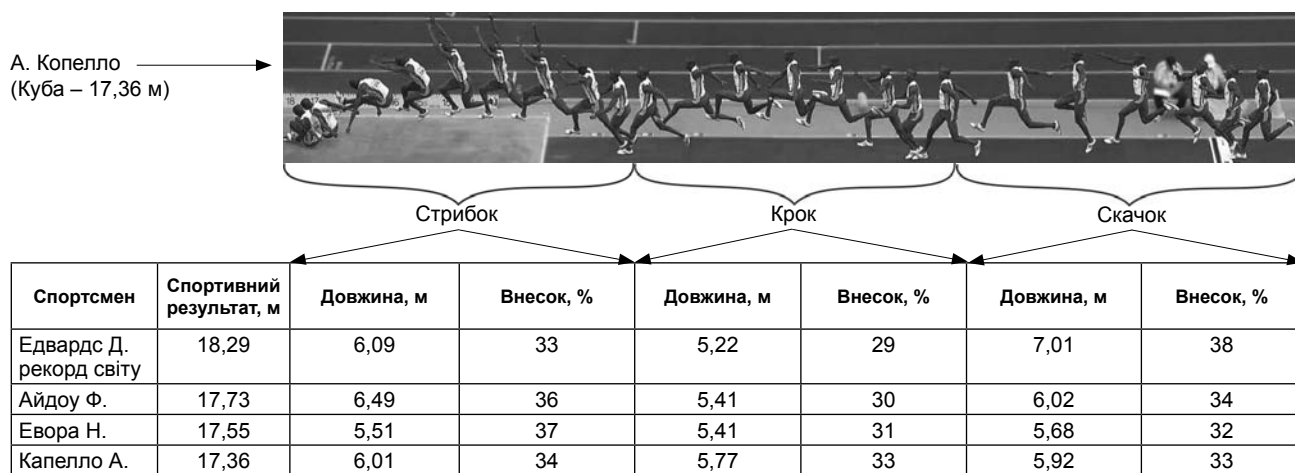 А. Копелло
(Куба – 17,36 м)
Стрибок Крок Скачок
Спортсмен Спортивний результат, м Довжина, м Внесок, % Довжина, м Внесок, % Довжина, м Внесок, %
Едвардс Д. рекорд світу 18,29 6,09 33 5,22 29 7,01 38
Айдоу Ф. 17,73 6,49 36 5,41 30 6,02 34
Евора Н. 17,55 5,51 37 5,41 31 5,68 32
Капелло А. 17,36 6,01 34 5,77 33 5,92 33